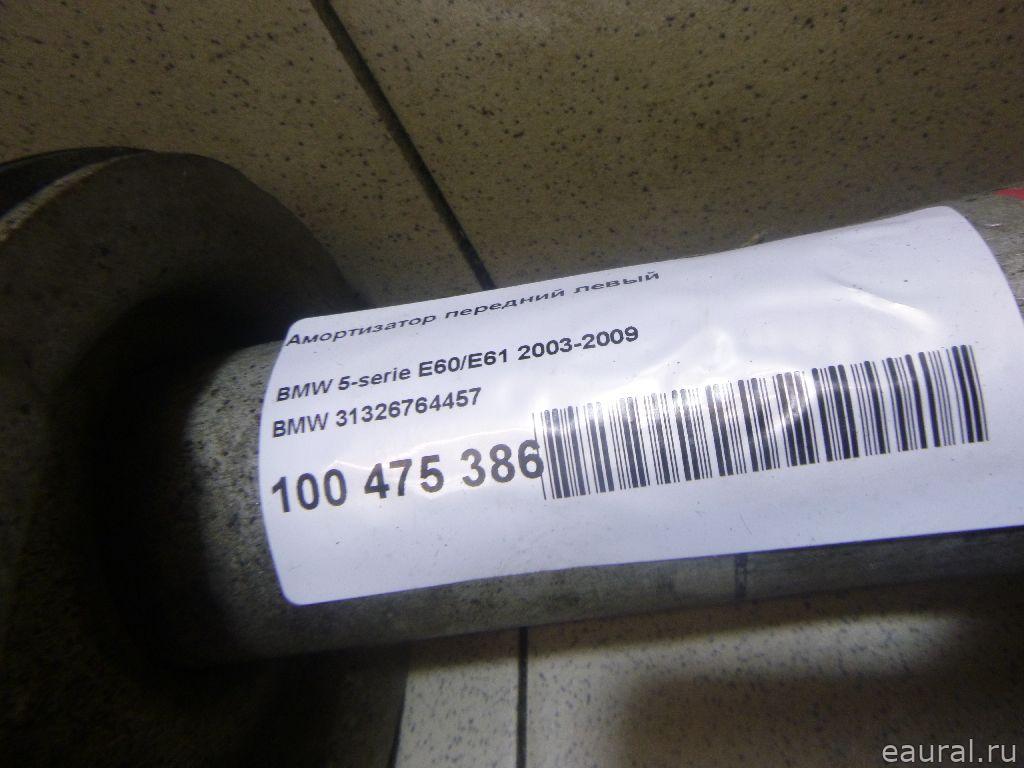 Амортизатор передний левый
BMW 5-serie E60/E61 2003-2009
BMW 31326764457
100 475 386
eaural.ru